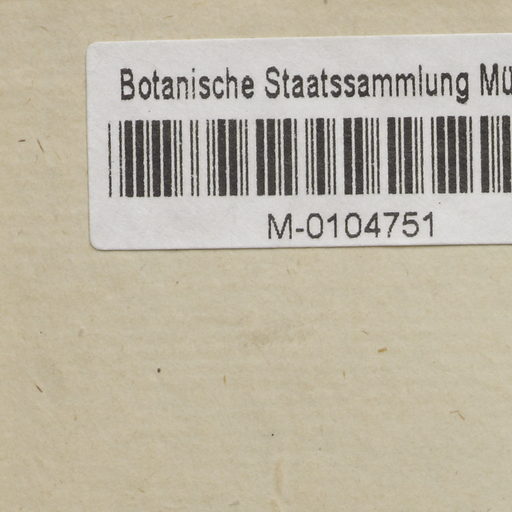 Botanische Staatssammlung Mü
M-0104751